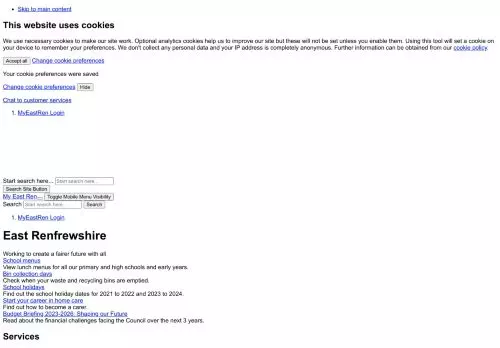 Skip to main content
This website uses cookies
We use necessary cookies to make our site work. Optional analytics cookies help us to improve our site but these will not be set unless you enable them. Using this tool will set a cookie on
your device to remember your preferences. We don't collect any personal data and your IP address is completely anonymous. Further information can be obtained from our cookie policy.
Accept all Change cookie preferences
Your cookie preferences were saved
Change cookie preferences Hide
Chat to customer services
1. MyEastRen Login
Start search here... Start search here...
Search Site Button
My East Ren Toggle Mobile Menu Visibility
Search Start search here... Search
1. MyEastRen Login
East Renfrewshire
Working to create a fairer future with all
School menus
View lunch menus for all our primary and high schools and early years.
Bin collection days
Check when your waste and recycling bins are emptied.
School holidays
Find out the school holiday dates for 2021 to 2022 and 2023 to 2024.
Start your career in home care
Find out how to become a carer.
Budget Briefing 2023-2026: Shaping our Future
Read about the financial challenges facing the Council over the next 3 years.
Services